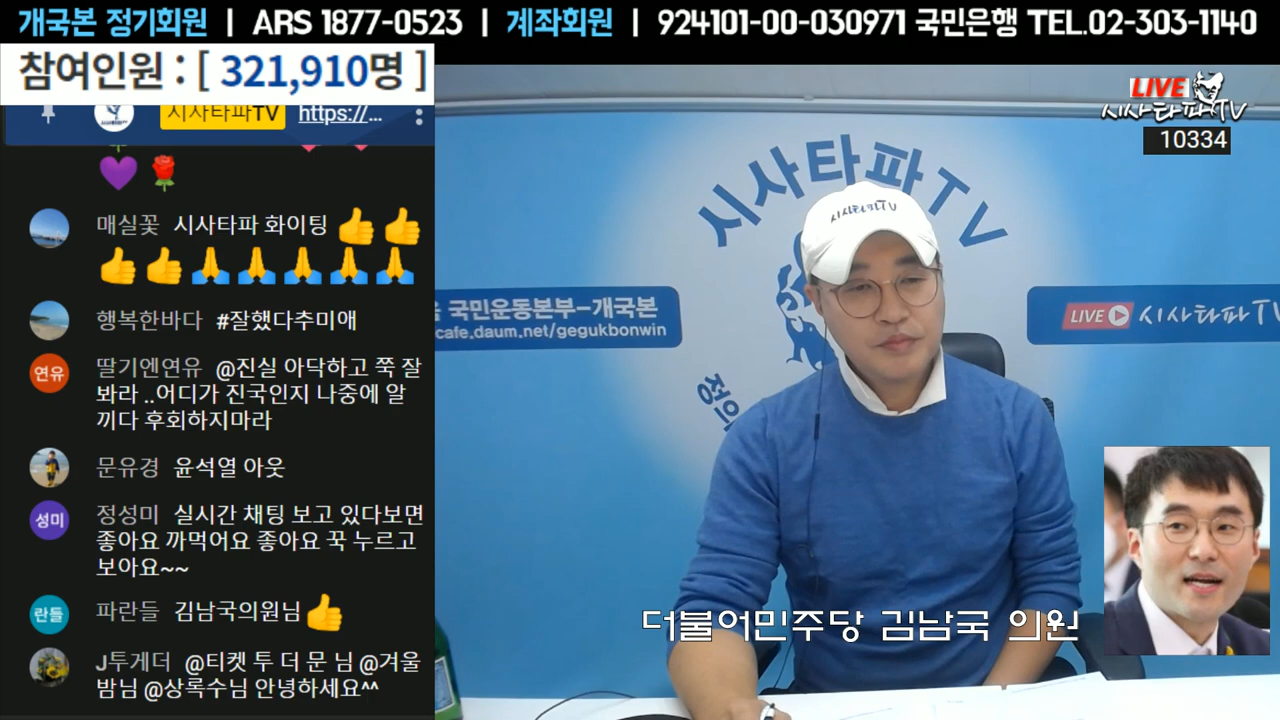 개국본 정기회원 | ARS 1877-0523 | 계좌회원 | 924101-00-030971 국민은행 TEL.02-303-1140
참여인원 : [ 321,910명 ]
시사타파TV https://...
매실꽃 시사타파 화이팅 👍👍
👍👍🙏🙏🙏🙏🙏
행복한바다 #잘했다추미애
연유
딸기엔연유 @진실 아닥하고 쭉 잘
봐라 ..어디가 진국인지 나중에 알
끼다 후회하지마라
문유경 윤석열 아웃
성미
정성미 실시간 채팅 보고 있다보면
좋아요 까먹어요 좋아요 꾹 누르고
보아요~~
란들
파란들 김남국의원님👍
J투게더 @티켓 투 더 문 님 @겨울
밤님 @상록수님 안녕하세요^^
LIVE
시사타파TV
10334
시사타파TV
시사타파TV
국민운동본부-개국본
cafe.daum.net/gegukbonwin
LIVE 시사타파TV
정의
더불어민주당 김남국 의원